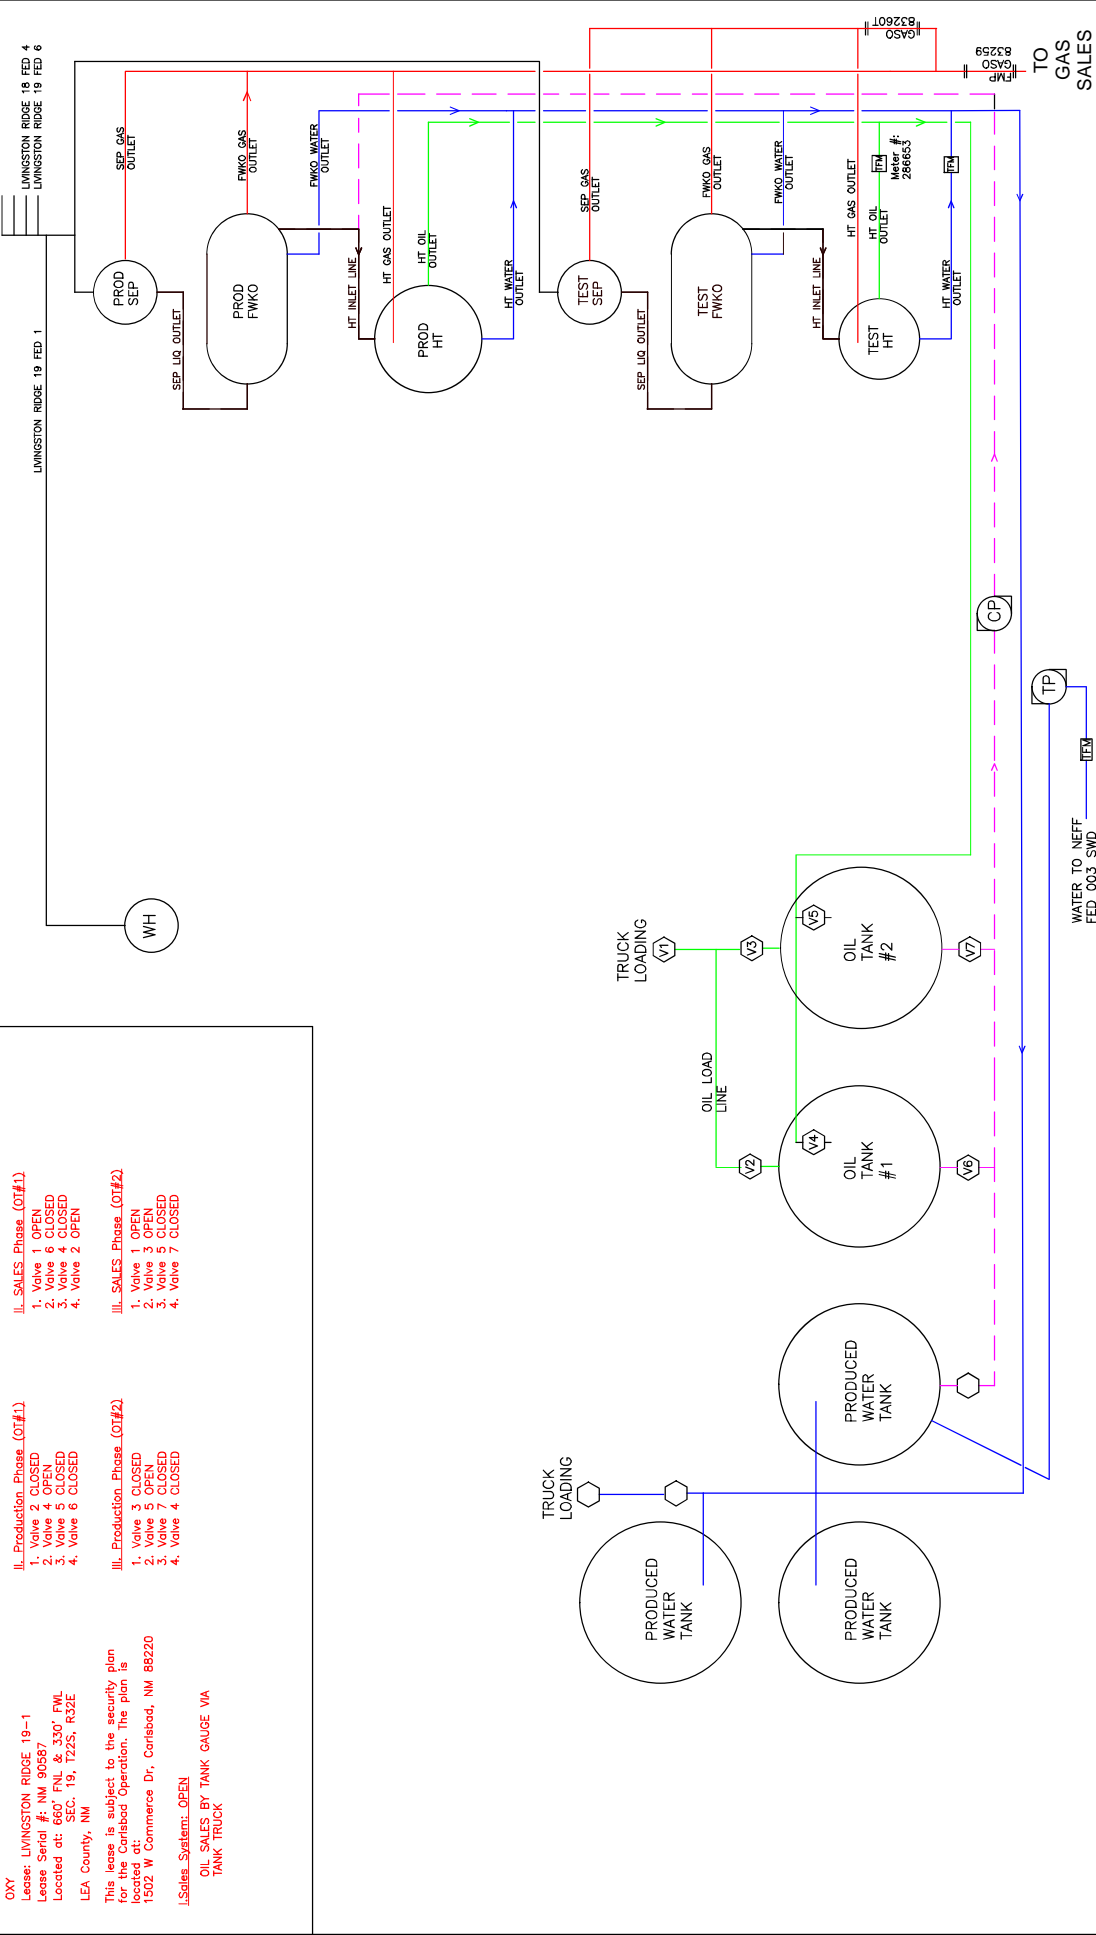 OXY
Lease: LIVINGSTON RIDGE 19-1
Lease Serial #: NM 90587
Located at: 660' FNL & 330' FWL
SEC. 19, T22S, R32E
LEA County, NM
This lease is subject to the security plan
for the Carlsbad Operation. The plan is
located at:
1502 W Commerce Dr, Carlsbad, NM 88220
I.Sales System: OPEN
OIL SALES BY TANK GAUGE VIA
TANK TRUCK
II. Production Phase (OT#1)
1. Valve 2 CLOSED
2. Valve 4 OPEN
3. Valve 5 CLOSED
4. Valve 6 CLOSED
III. Production Phase (OT#2)
1. Valve 3 CLOSED
2. Valve 5 OPEN
3. Valve 7 CLOSED
4. Valve 4 CLOSED
II. SALES Phase (OT#1)
1. Valve 1 OPEN
2. Valve 6 CLOSED
3. Valve 4 CLOSED
4. Valve 2 OPEN
III. SALES Phase (OT#2)
1. Valve 1 OPEN
2. Valve 3 OPEN
3. Valve 5 CLOSED
4. Valve 7 CLOSED
LIVINGSTON RIDGE 18 FED 4
LIVINGSTON RIDGE 19 FED 6
LIVINGSTON RIDGE 19 FED 1
WH
PROD
SEP
SEP GAS
OUTLET
SEP LIQ OUTLET
PROD
FWKO
FWKO GAS
OUTLET
FWKO WATER
OUTLET
HT INLET LINE
PROD
HT
HT GAS OUTLET
HT OIL
OUTLET
HT WATER
OUTLET
TEST
SEP
SEP GAS
OUTLET
SEP LIQ OUTLET
TEST
FWKO
FWKO GAS
OUTLET
FWKO WATER
OUTLET
HT INLET LINE
TEST
HT
HT GAS OUTLET
HT OIL
OUTLET
HT WATER
OUTLET
TFM
Meter #:
286653
TFM
GASO
83260T
FMP
GASO
83259
TO
GAS
SALES
TRUCK
LOADING
V1
V3
V5
OIL
TANK
#2
V7
OIL LOAD
LINE
V2
V4
OIL
TANK
#1
V6
CP
TP
TFM
WATER TO NEFF
FED 003 SWD
TRUCK
LOADING
PRODUCED
WATER
TANK
PRODUCED
WATER
TANK
PRODUCED
WATER
TANK